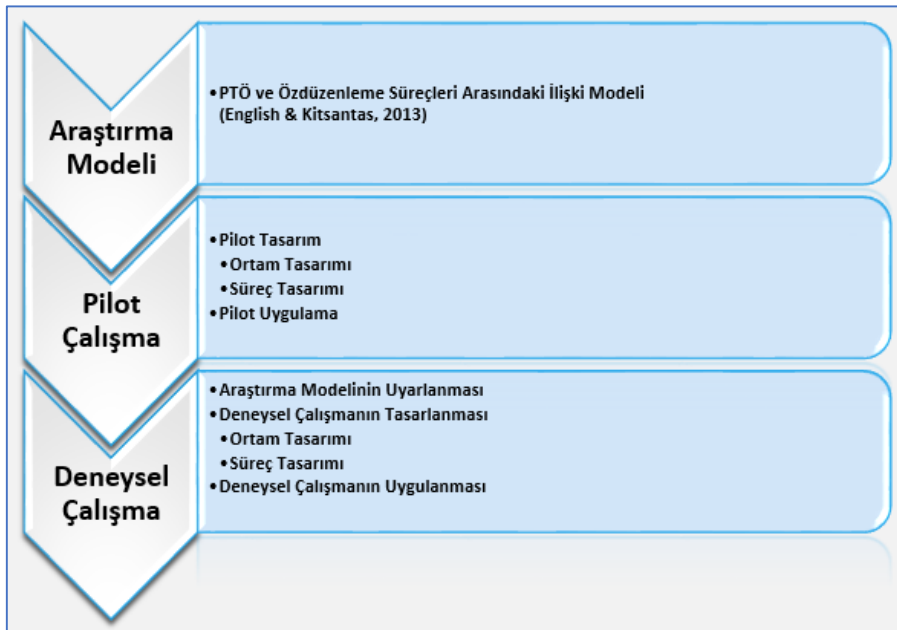 Araştırma
Modeli
•PTÖ ve Özdüzenleme Süreçleri Arasındaki İlişki Modeli
(English & Kitsantas, 2013)
Pilot
Çalışma
•Pilot Tasarım
•Ortam Tasarımı
•Süreç Tasarımı
•Pilot Uygulama
Deneysel
Çalışma
•Araştırma Modelinin Uyarlanması
•Deneysel Çalışmanın Tasarlanması
•Ortam Tasarımı
•Süreç Tasarımı
•Deneysel Çalışmanın Uygulanması